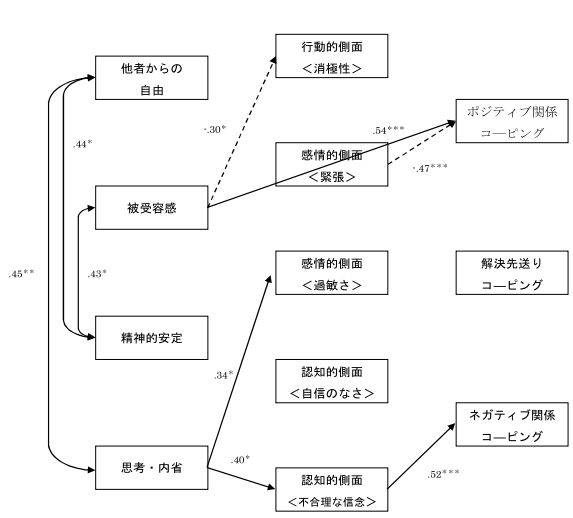 行動的側面
＜消極性＞
他者からの
自由
ポジティブ関係
コーピング
-.30*
.54***
.44*
感情的側面
＜緊張＞
-.47***
被受容感
.45**
.43*
感情的側面
＜過敏さ＞
解決先送り
コーピング
精神的安定
.34*
認知的側面
＜自信のなさ＞
ネガティブ関係
コーピング
思考・内省
.40*
認知的側面
＜不合理な信念＞
.52***